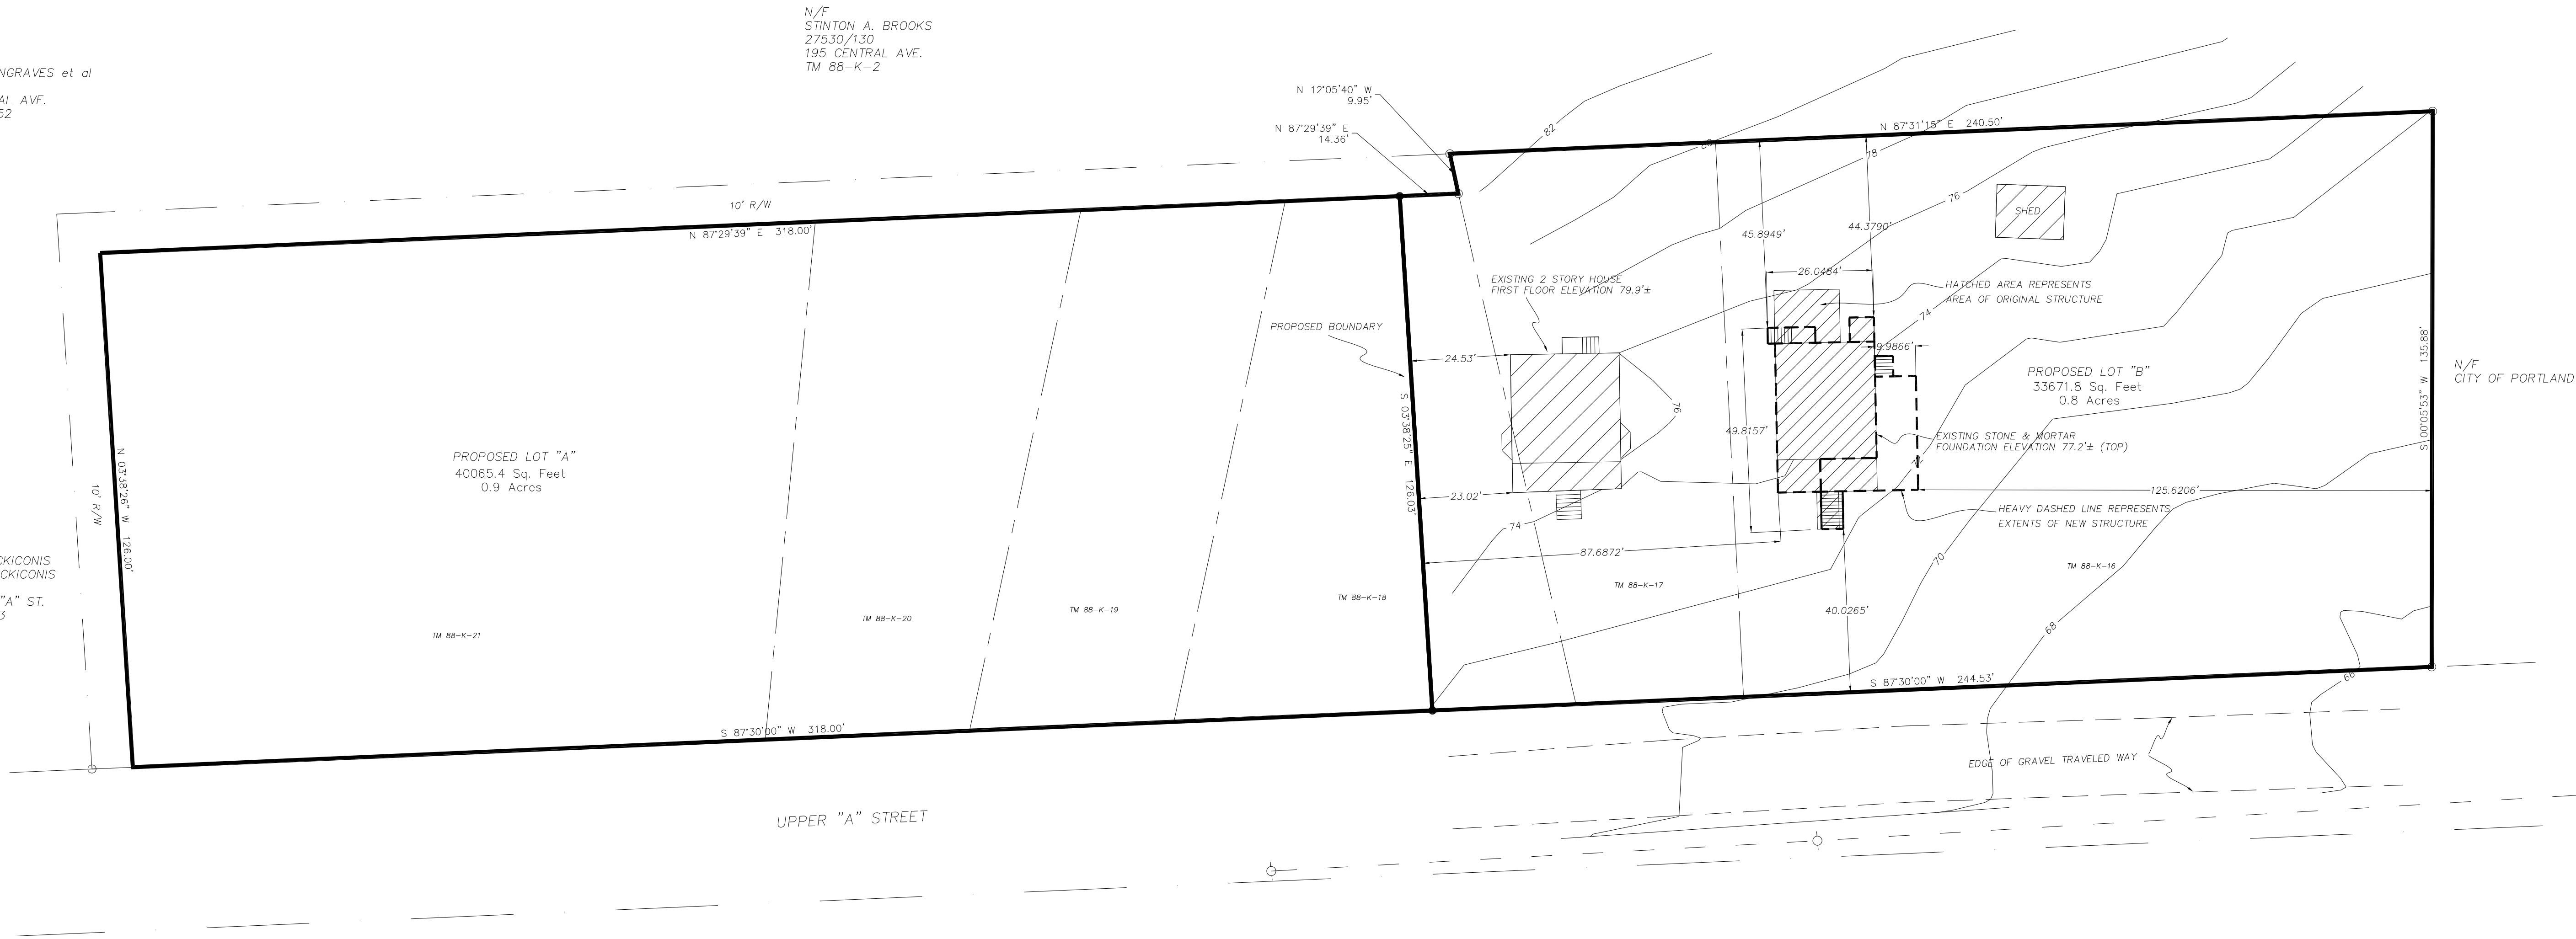 N/F
STINTON A. BROOKS
27530/130
195 CENTRAL AVE.
TM 88-K-2
NGRAVES et al
AL AVE.
52
N 12°05'40" W
9.95'
N 87°29'39" E
14.36'
N 87°31'15" E 240.50'
82
80
78
76
SHED
10' R/W
N 87°29'39" E 318.00'
45.8949'
44.3790'
26.0484'
EXISTING 2 STORY HOUSE
FIRST FLOOR ELEVATION 79.9'±
HATCHED AREA REPRESENTS
AREA OF ORIGINAL STRUCTURE
74
PROPOSED BOUNDARY
24.53'
9.9866'
S 00°05'53" W 135.88'
N/F
CITY OF PORTLAND
PROPOSED LOT "B"
33671.8 Sq. Feet
0.8 Acres
76
S 03°38'25" E 126.03'
49.8157'
EXISTING STONE & MORTAR
FOUNDATION ELEVATION 77.2'± (TOP)
72
PROPOSED LOT "A"
40065.4 Sq. Feet
0.9 Acres
N 03°38'26" W 126.00'
10' R/W
23.02'
125.6206'
74
HEAVY DASHED LINE REPRESENTS
EXTENTS OF NEW STRUCTURE
87.6872'
70
CKICONIS
CKICONIS
"A" ST.
3
TM 88-K-21
TM 88-K-20
TM 88-K-19
TM 88-K-18
TM 88-K-17
TM 88-K-16
40.0265'
68
S 87°30'00" W 244.53'
66
S 87°30'00" W 318.00'
EDGE OF GRAVEL TRAVELED WAY
UPPER "A" STREET